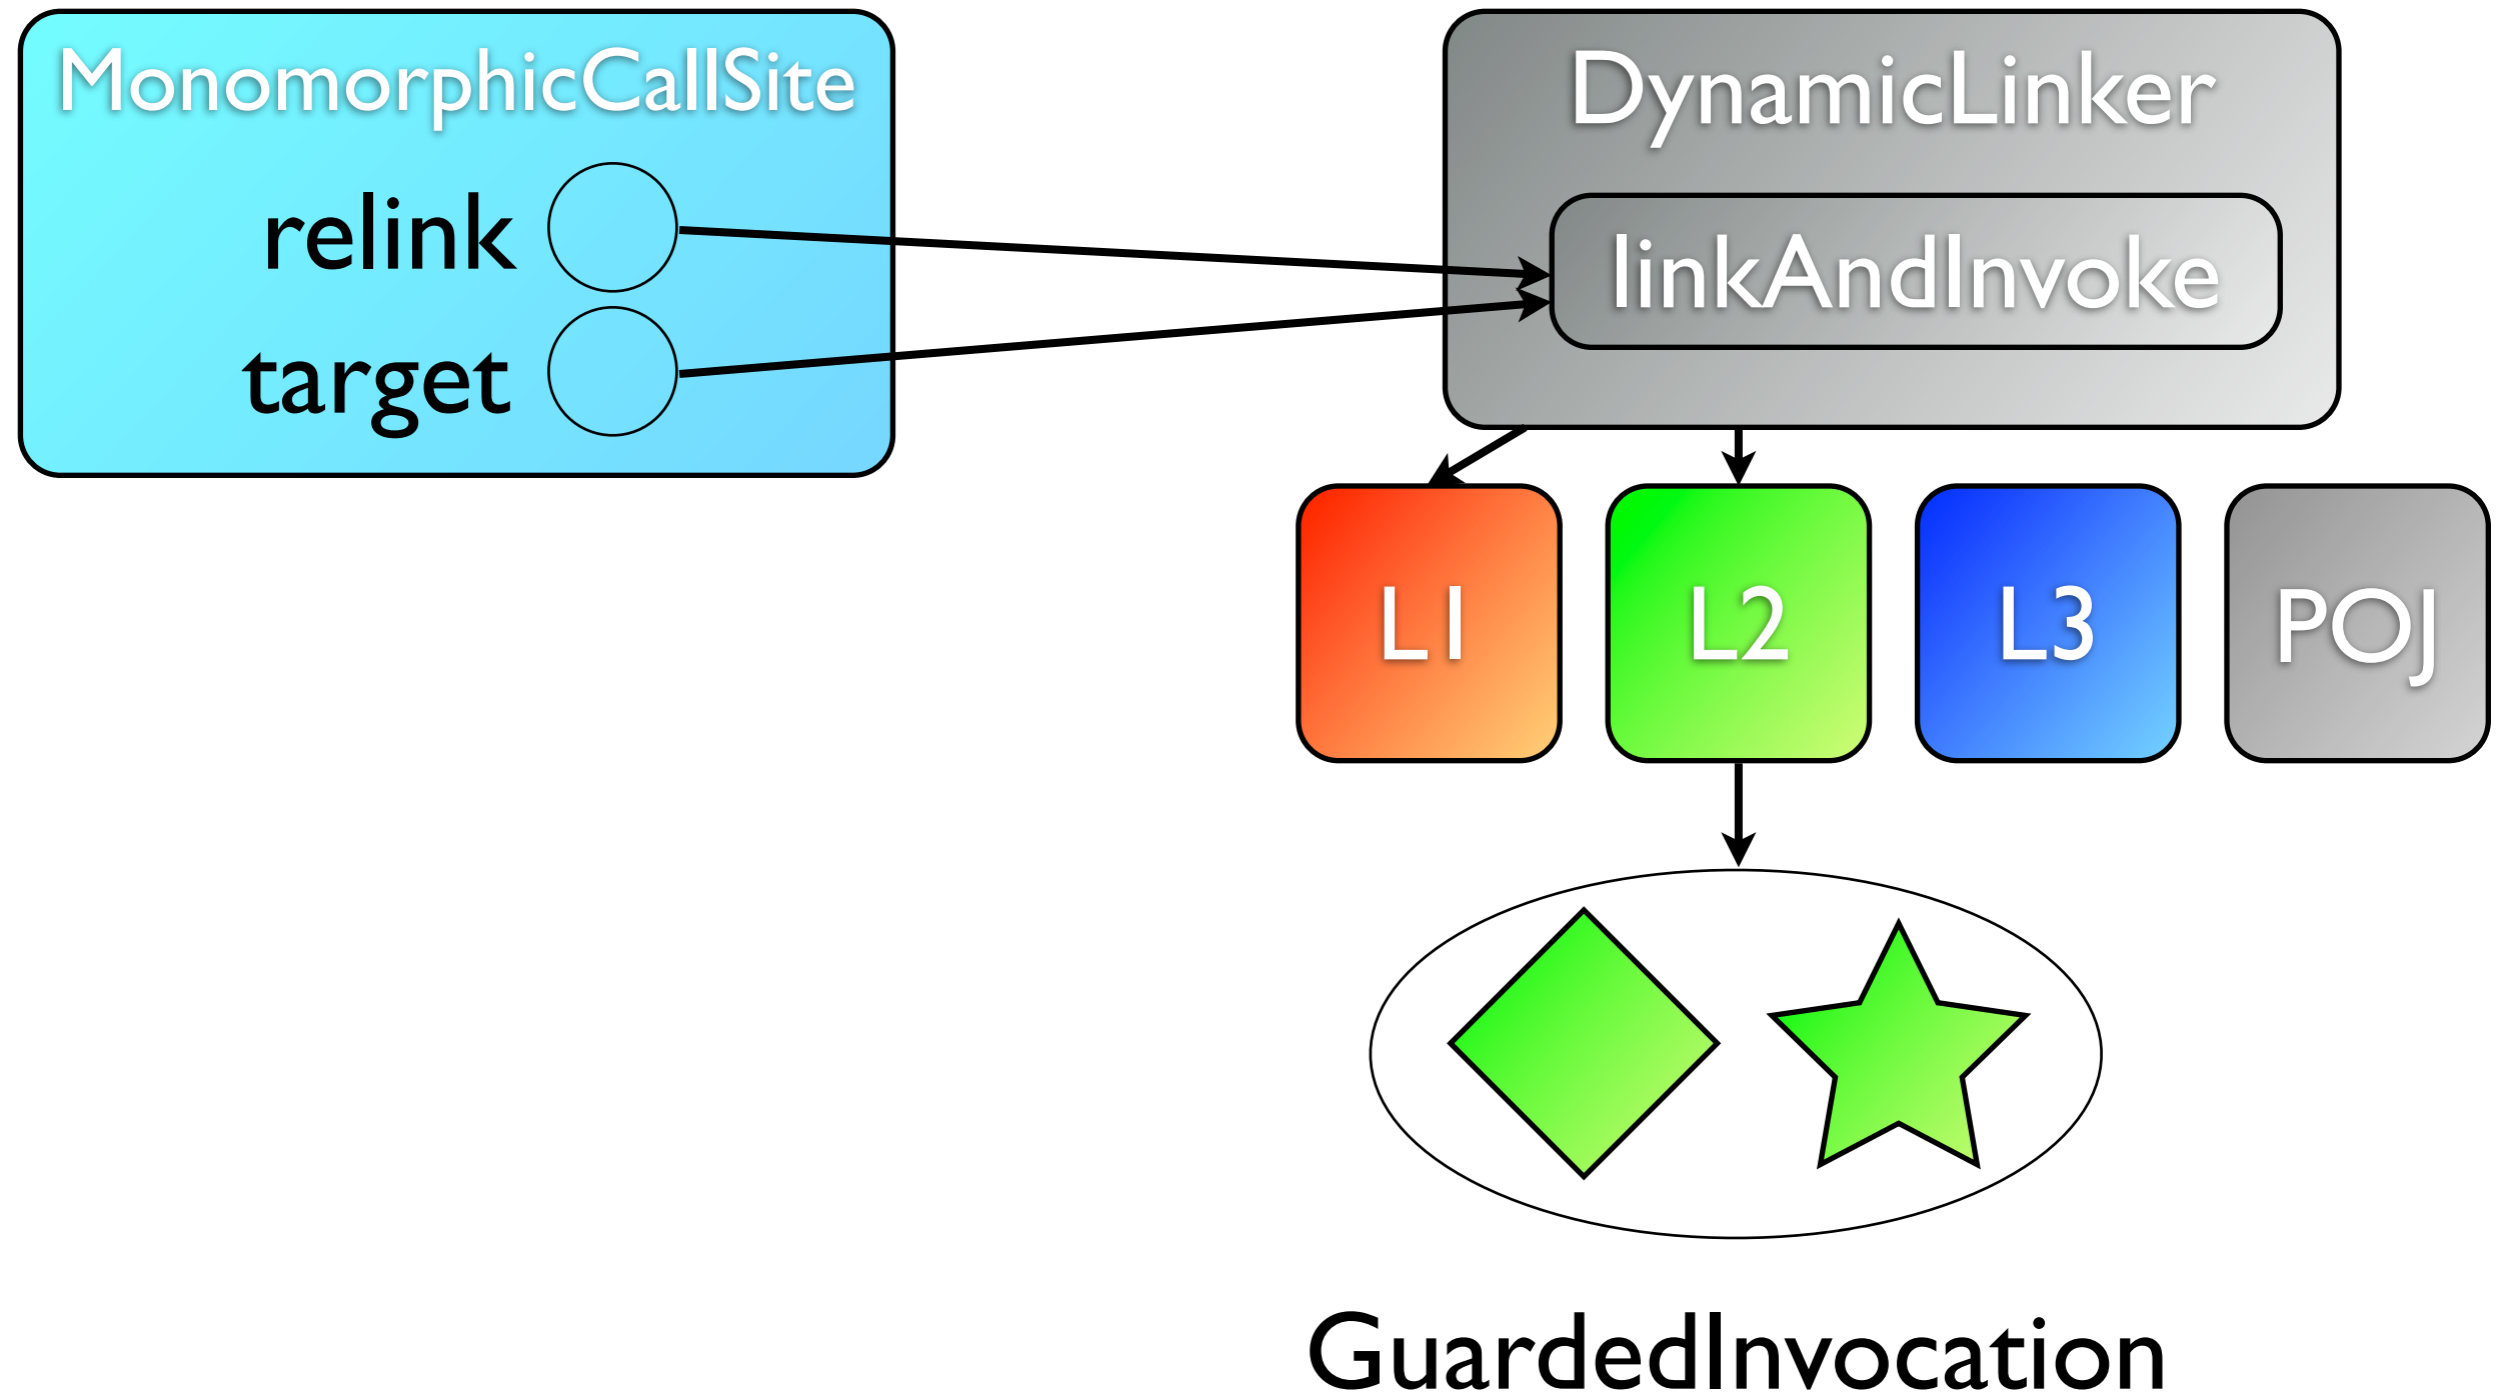 MonomorphicCallSite
relink
target
DynamicLinker
linkAndInvoke
L1
L2
L3
POJ
GuardedInvocation